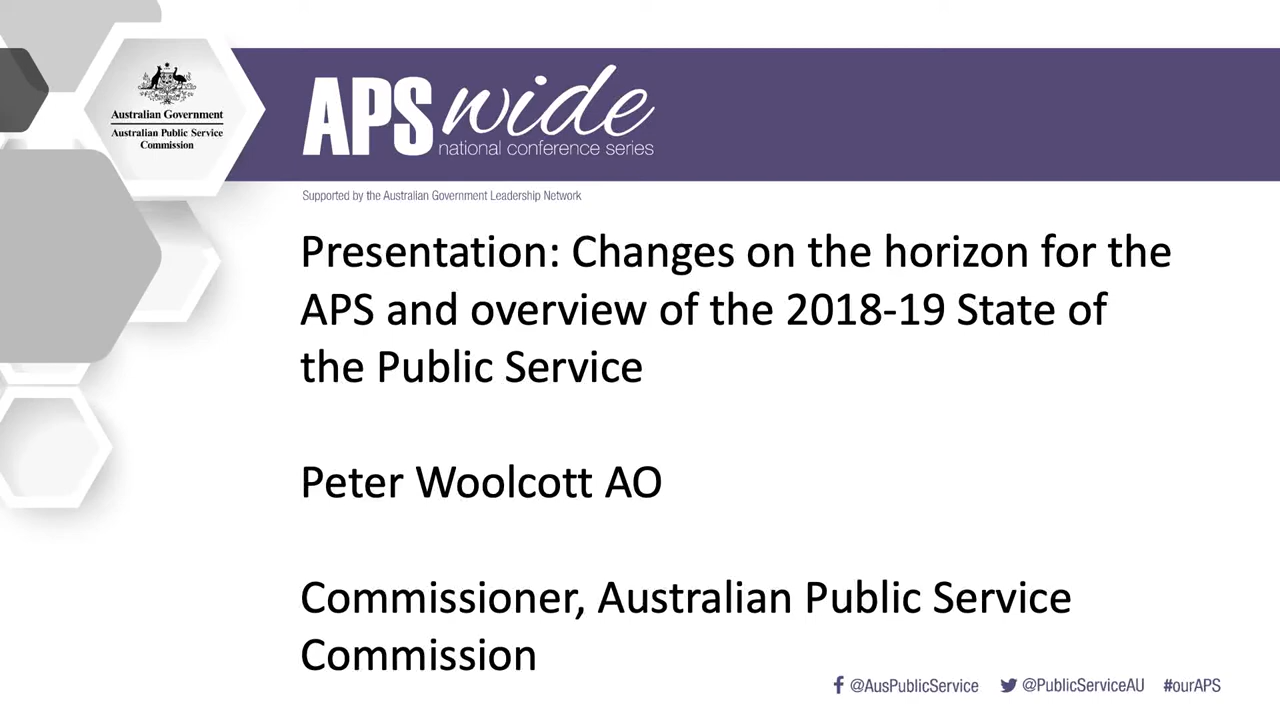 Australian Government
Australian Public Service
Commission
APS wide
national conference series
Supported by the Australian Government Leadership Network
Presentation: Changes on the horizon for the
APS and overview of the 2018-19 State of
the Public Service
Peter Woolcott AO
Commissioner, Australian Public Service
Commission
@AusPublicService @PublicServiceAU #ourAPS